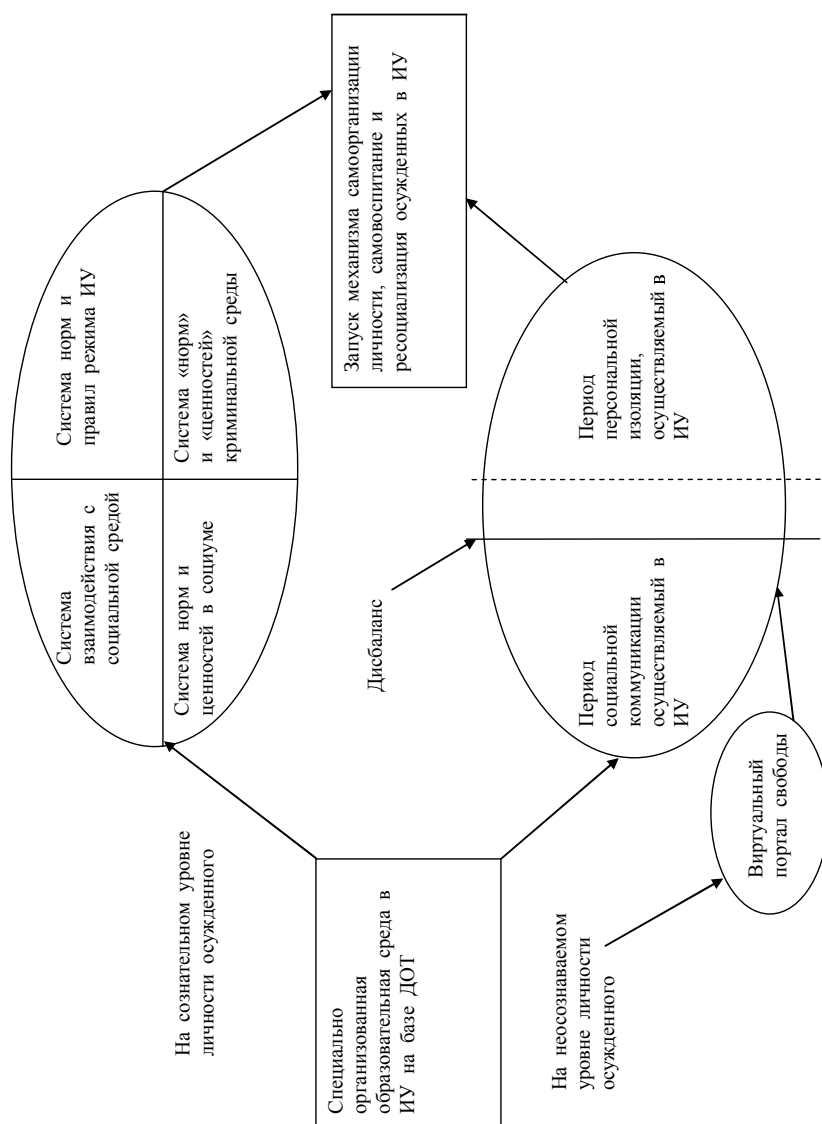 На сознательном уровне
личности осужденного
Система
взаимодействия с
социальной средой
Система норм и
правил режима ИУ
Система норм и
ценностей в социуме
Система «норм»
и «ценностей»
криминальной среды
Специально
организованная
образовательная среда в
ИУ на базе ДОТ
Дисбаланс
Запуск механизма самоорганизации
личности, самовоспитание и
ресоциализация осужденных в ИУ
На неосознаваемом
уровне личности
осужденного
Виртуальный
портал свободы
Период
социальной
коммуникации
осуществляемый в
ИУ
Период
персональной
изоляции,
осуществляемый в
ИУ